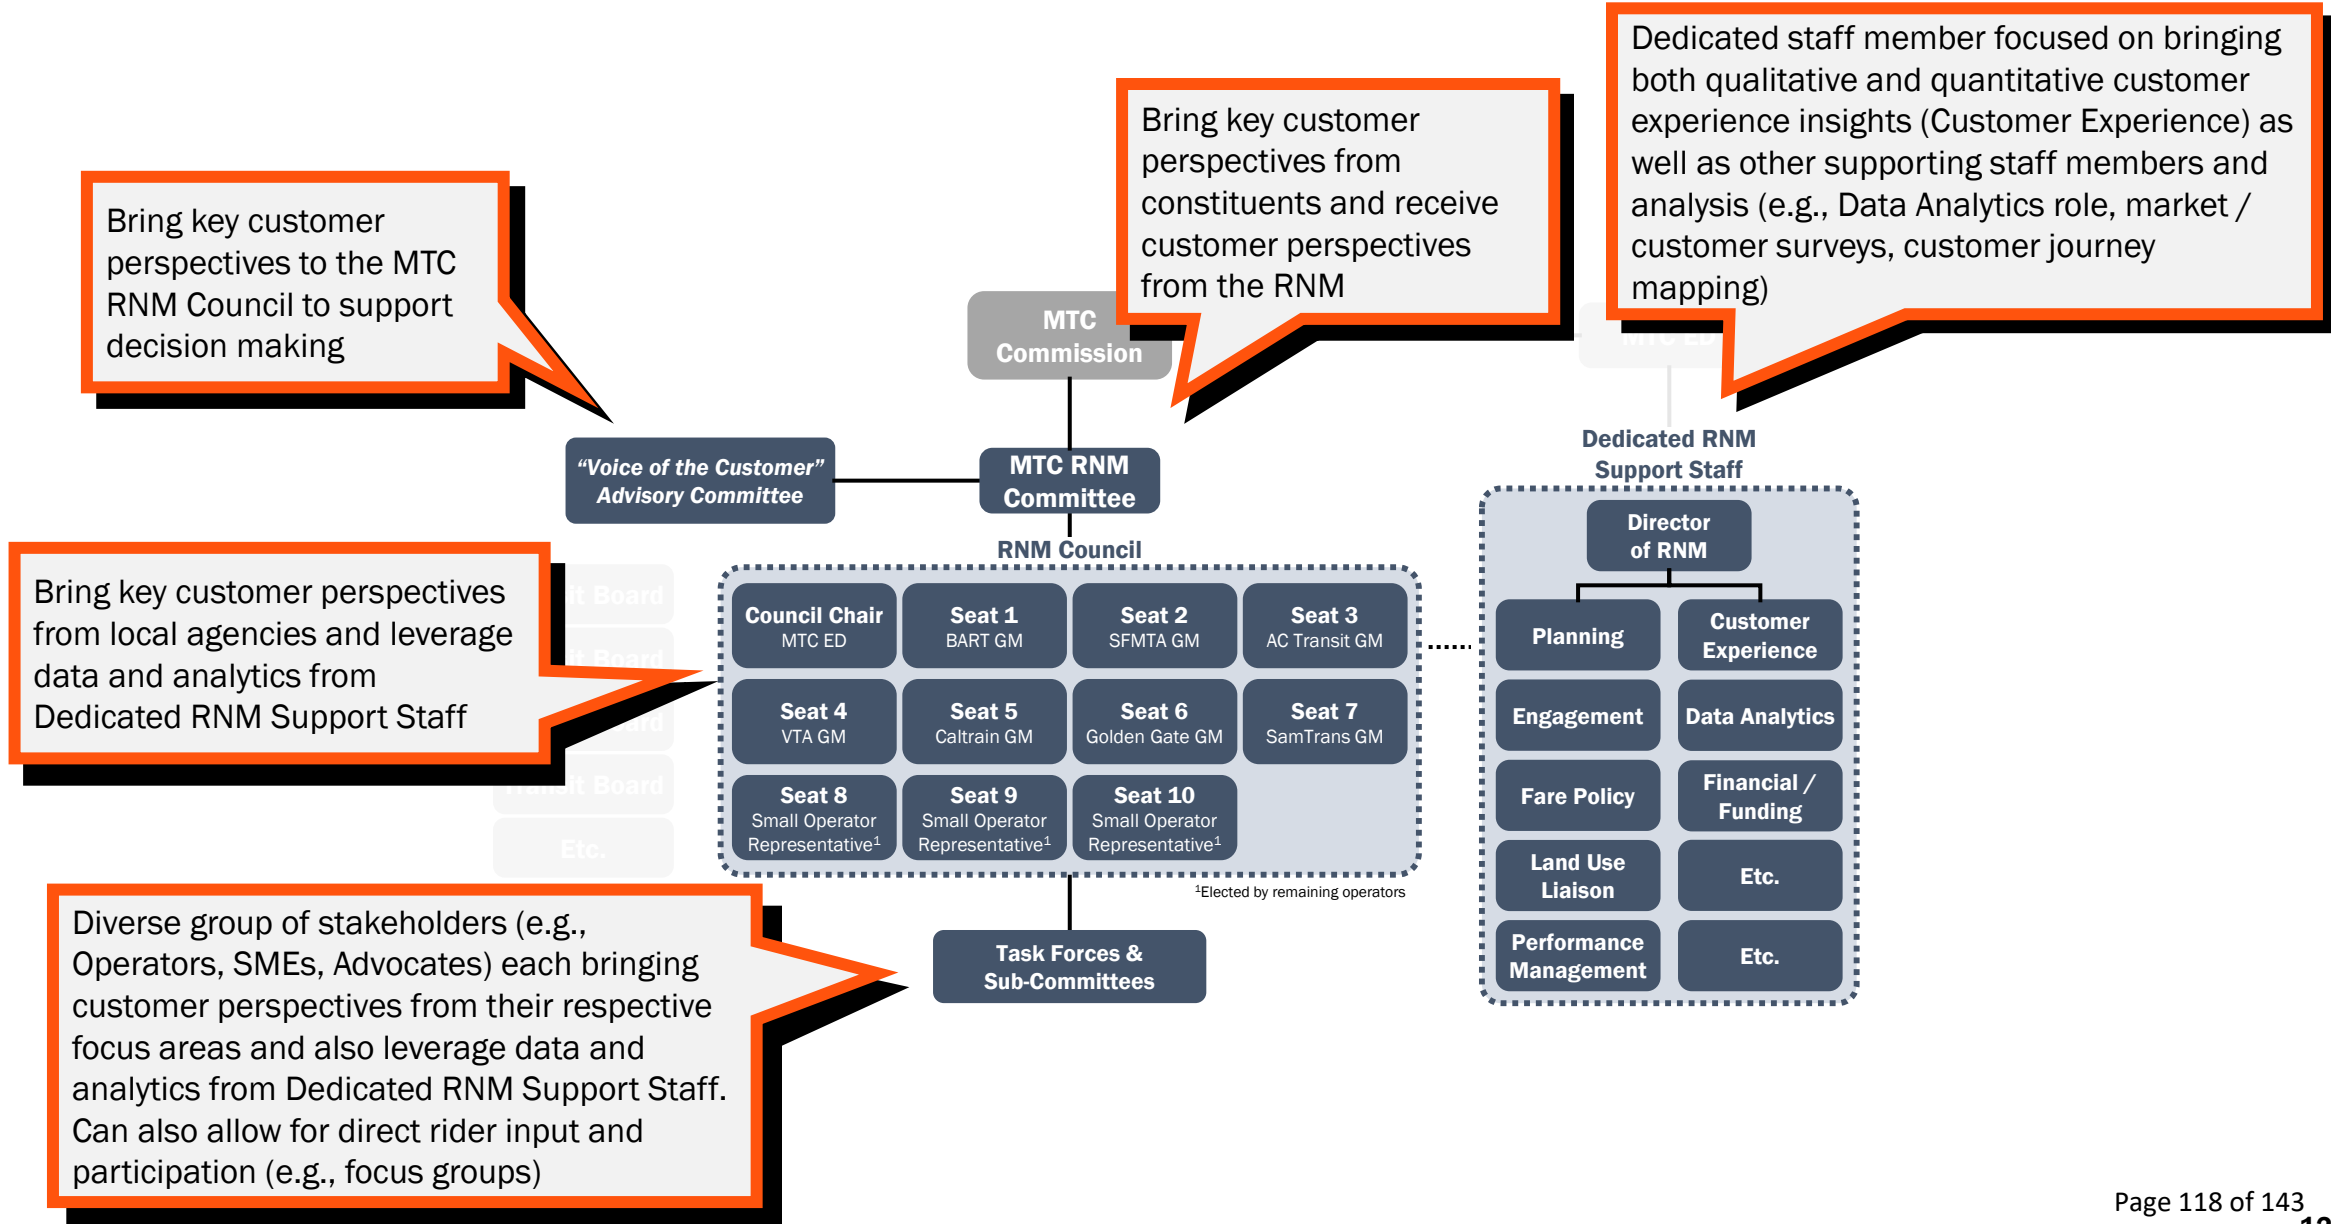 Dedicated staff member focused on bringing
both qualitative and quantitative customer
experience insights (Customer Experience) as
well as other supporting staff members and
analysis (e.g., Data Analytics role, market /
customer surveys, customer journey
mapping)
Bring key customer
perspectives from
constituents and receive
customer perspectives
from the RNM
Bring key customer
perspectives to the MTC
RNM Council to support
decision making
MTC
Commission
MTC ED
"Voice of the Customer"
Advisory Committee
MTC RNM
Committee
Dedicated RNM
Support Staff
Director
of RNM
Planning
Customer
Experience
Engagement
Data Analytics
Fare Policy
Financial /
Funding
Land Use
Liaison
Etc.
Performance
Management
Etc.
RNM Council
Council Chair
MTC ED
Seat 1
BART GM
Seat 2
SFMTA GM
Seat 3
AC Transit GM
Seat 4
VTA GM
Seat 5
Caltrain GM
Seat 6
Golden Gate GM
Seat 7
SamTrans GM
Seat 8
Small Operator
Representative¹
Seat 9
Small Operator
Representative¹
Seat 10
Small Operator
Representative¹
¹Elected by remaining operators
Bring key customer perspectives
from local agencies and leverage
data and analytics from
Dedicated RNM Support Staff
Board
Board
Transit Board
Etc.
Task Forces &
Sub-Committees
Diverse group of stakeholders (e.g.,
Operators, SMEs, Advocates) each bringing
customer perspectives from their respective
focus areas and also leverage data and
analytics from Dedicated RNM Support Staff.
Can also allow for direct rider input and
participation (e.g., focus groups)
Page 118 of 143